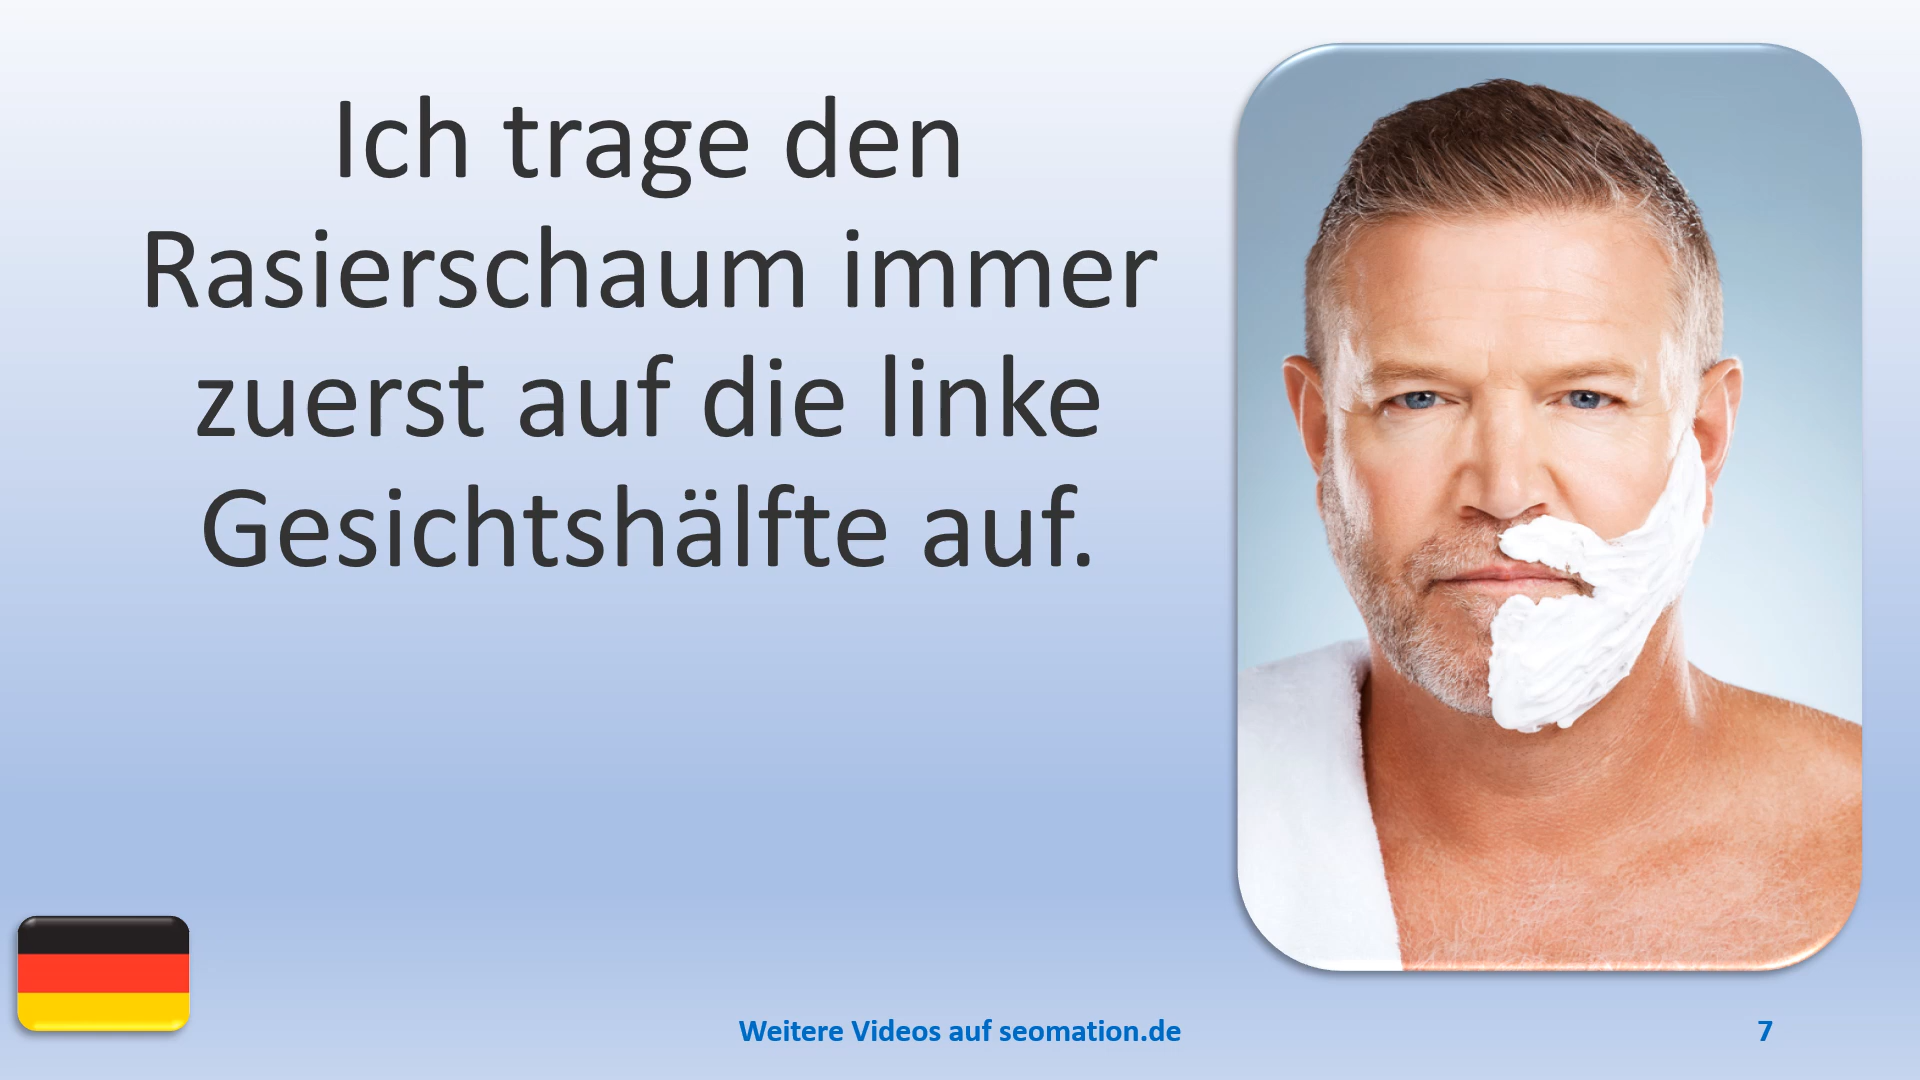 Ich trage den
Rasierschaum immer
zuerst auf die linke
Gesichtshälfte auf.
Weitere Videos auf seomation.de
7